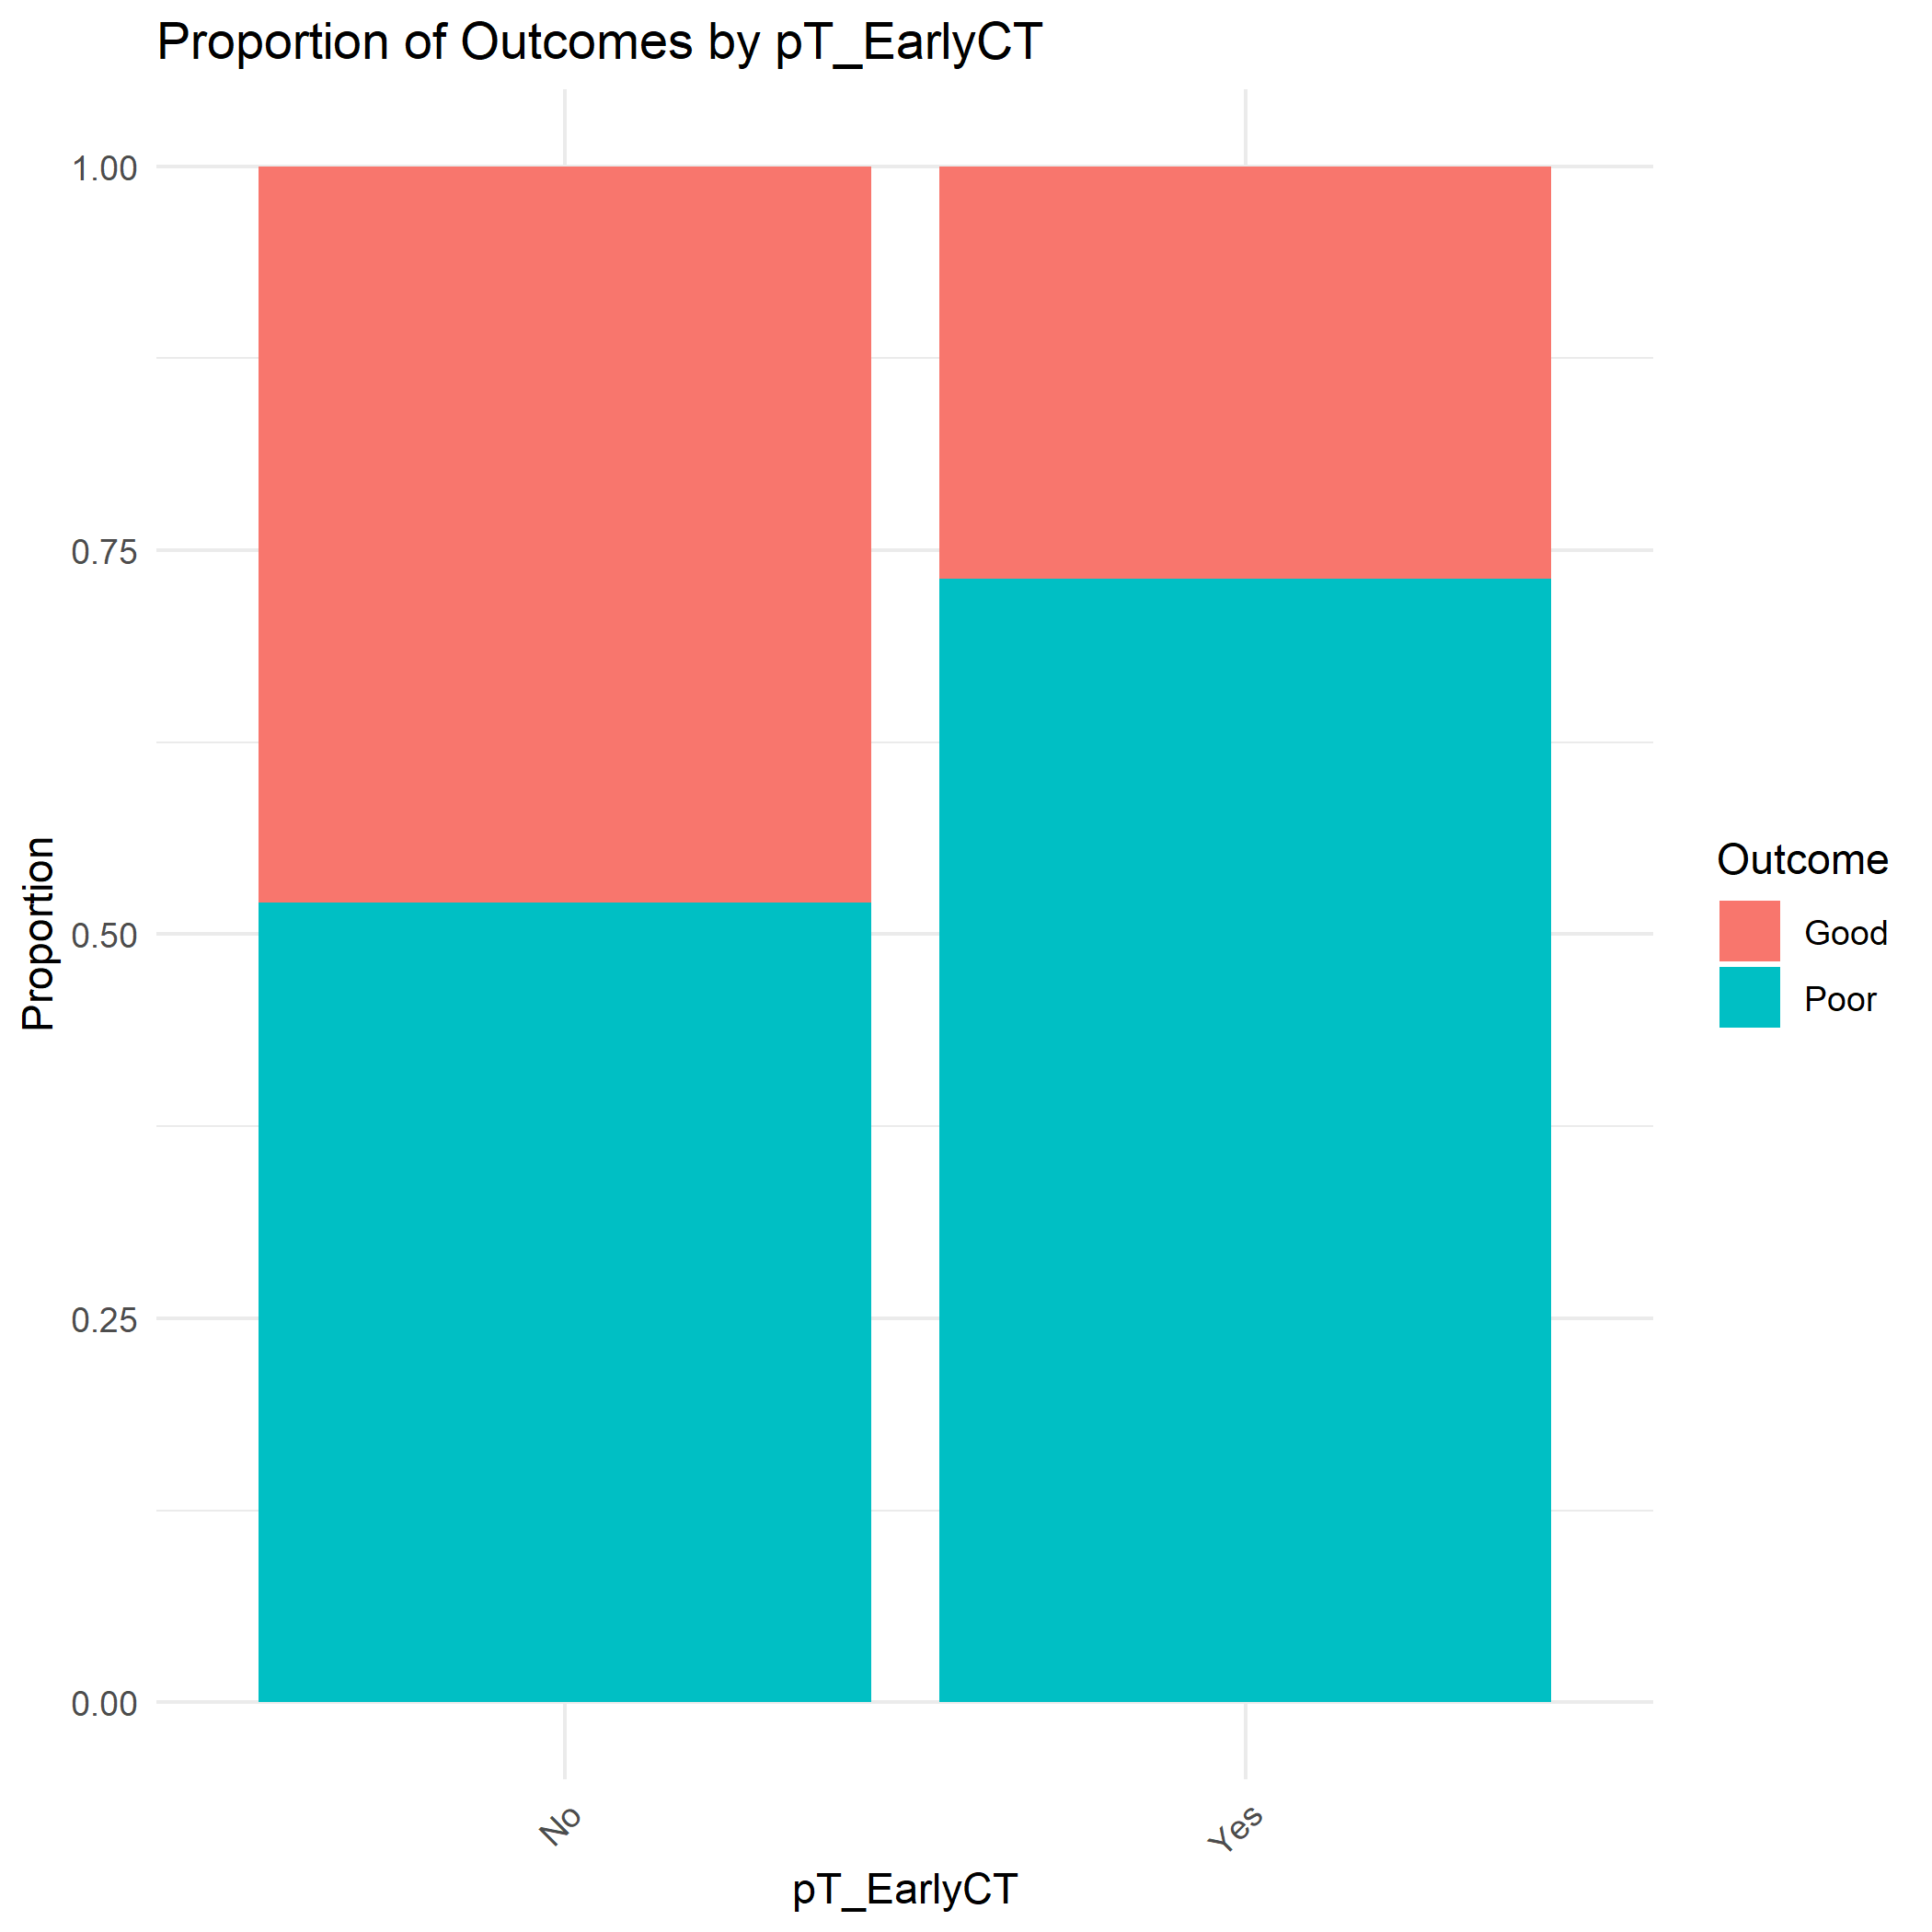 Proportion of Outcomes by pT_EarlyCT
1.00
0.75
0.50
0.25
0.00
Proportion
No
Yes
pT_EarlyCT
Outcome
Good
Poor